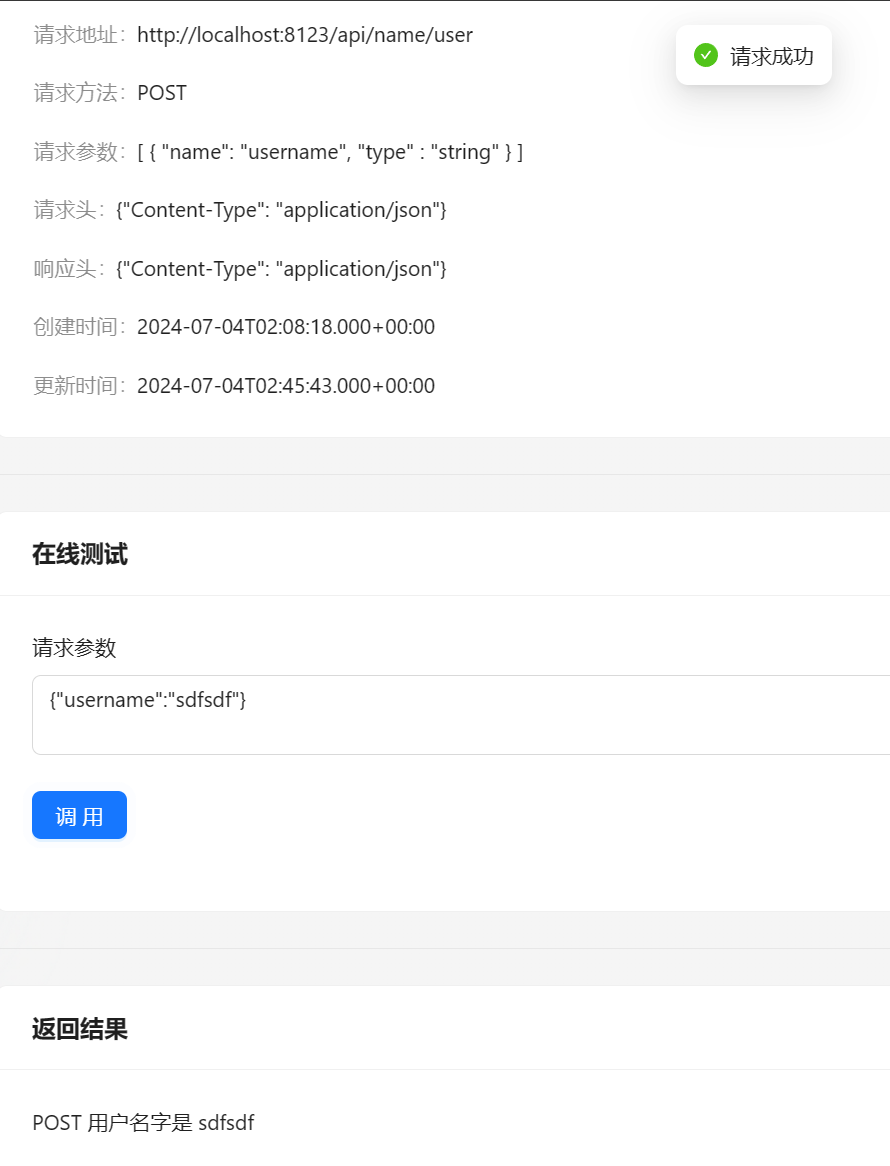 请求地址：http://localhost:8123/api/name/user
请求成功
请求方法：POST
请求参数：[ { "name": "username", "type" : "string" } ]
请求头：{"Content-Type": "application/json"}
响应头：{"Content-Type": "application/json"}
创建时间：2024-07-04T02:08:18.000+00:00
更新时间：2024-07-04T02:45:43.000+00:00
在线测试
请求参数
{"username":"sdfsdf"}
调 用
返回结果
POST 用户名字是 sdfsdf